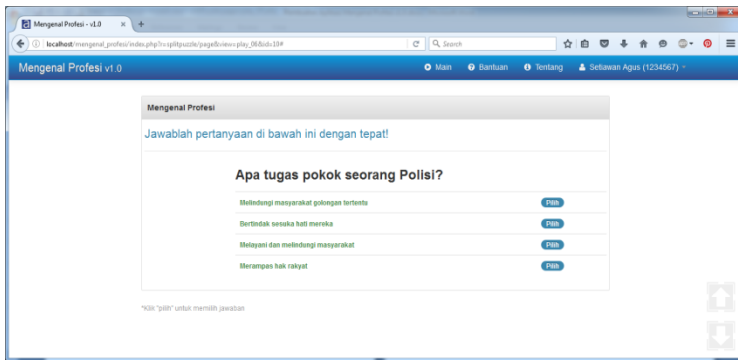 Mengenal Profesi - v1.0
localhost/mengenal_profesi/index.php?r=splitpuzzle/page&view=play_06&bid=10#
Search
Mengenal Profesi v1.0
Main
Bantuan
Tentang
Setiawan Agus (1234567)
Mengenal Profesi
Jawablah pertanyaan di bawah ini dengan tepat!
Apa tugas pokok seorang Polisi?
Melindungi masyarakat golongan tertentu Pilih
Bertindak sesuka hati mereka Pilih
Melayani dan melindungi masyarakat Pilih
Merampas hak rakyat Pilih
*Klik "pilih" untuk memilih jawaban